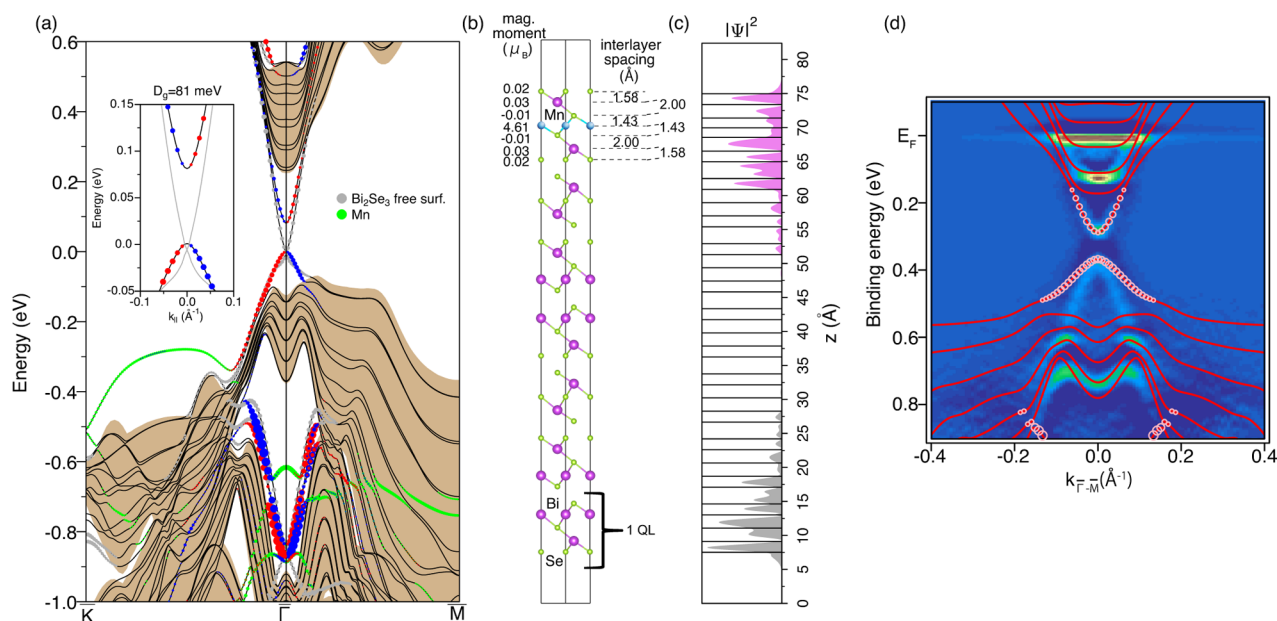 (a)
0.6
0.4
0.2
0.0
-0.2
-0.4
-0.6
-0.8
-1.0
Energy (eV)
K̅
Γ̅
M̅
D_g=81 meV
0.15
0.10
0.05
0.0
-0.05
Energy (eV)
-0.1
0.0
0.1
k_II (Å⁻¹)
Bi₂Se₃ free surf.
Mn
(b)
mag.
moment
(μ_B)
0.02
0.03
-0.01
4.61
-0.01
0.03
0.02
Mn
interlayer
spacing
(Å)
1.58
2.00
1.43
1.43
2.00
1.58
Bi
Se
1 QL
(c)
|Ψ|²
80
75
70
65
60
55
50
45
40
35
30
25
20
15
10
5
0
z (Å)
(d)
E_F
0.2
0.4
0.6
0.8
Binding energy (eV)
-0.4
-0.2
0.0
0.2
0.4
k_Γ̅-M̅(Å⁻¹)